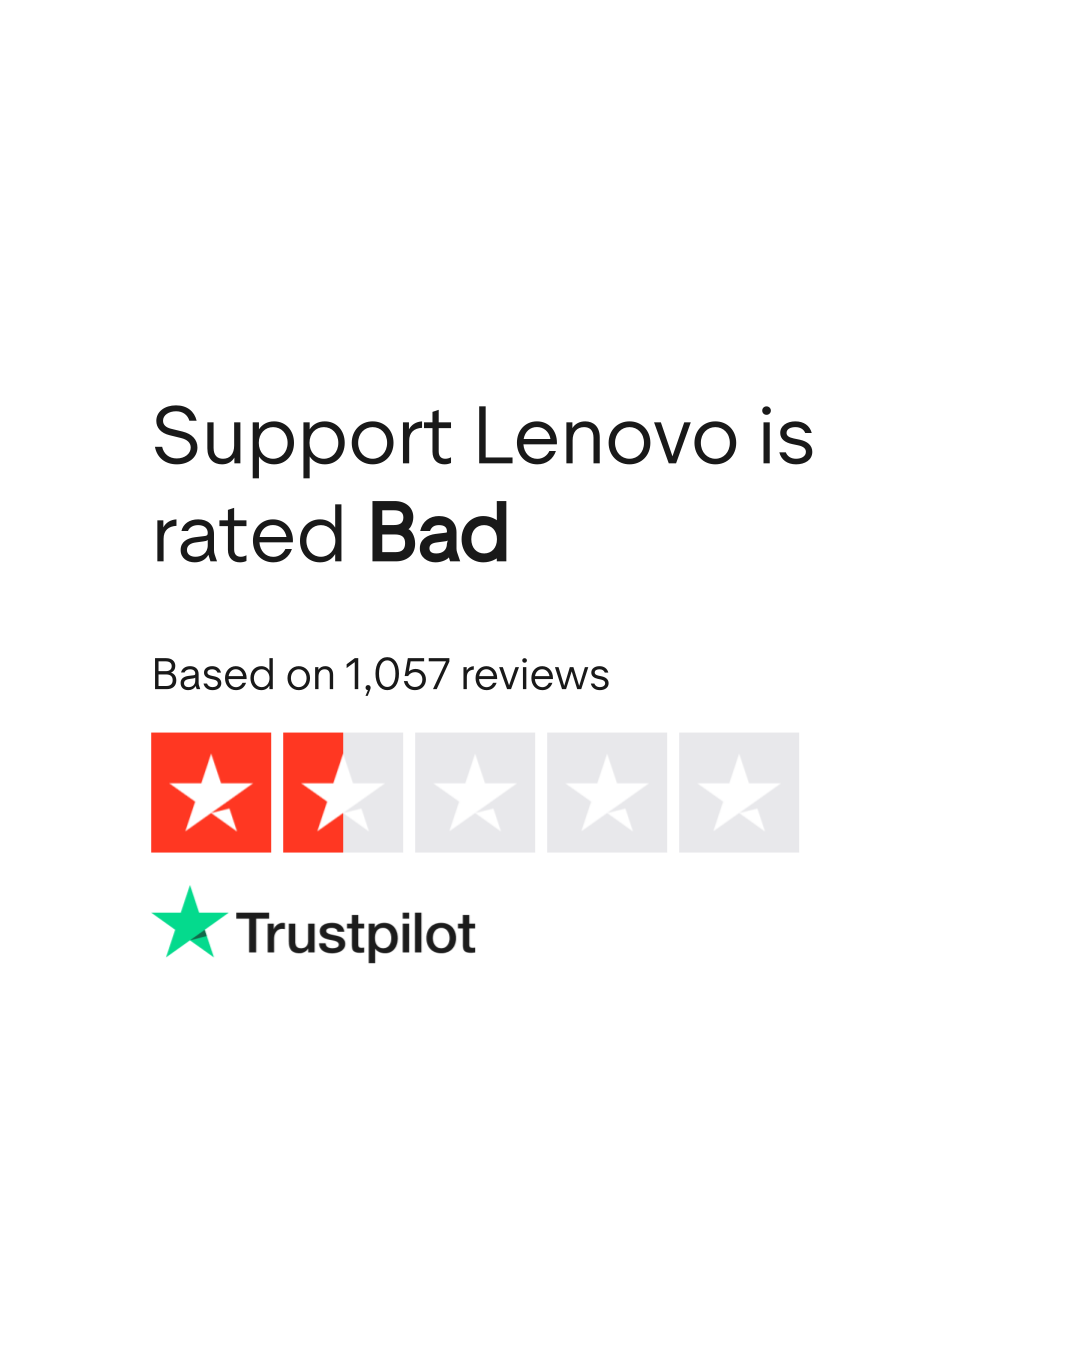 Support Lenovo is
rated Bad
Based on 1,057 reviews
Trustpilot